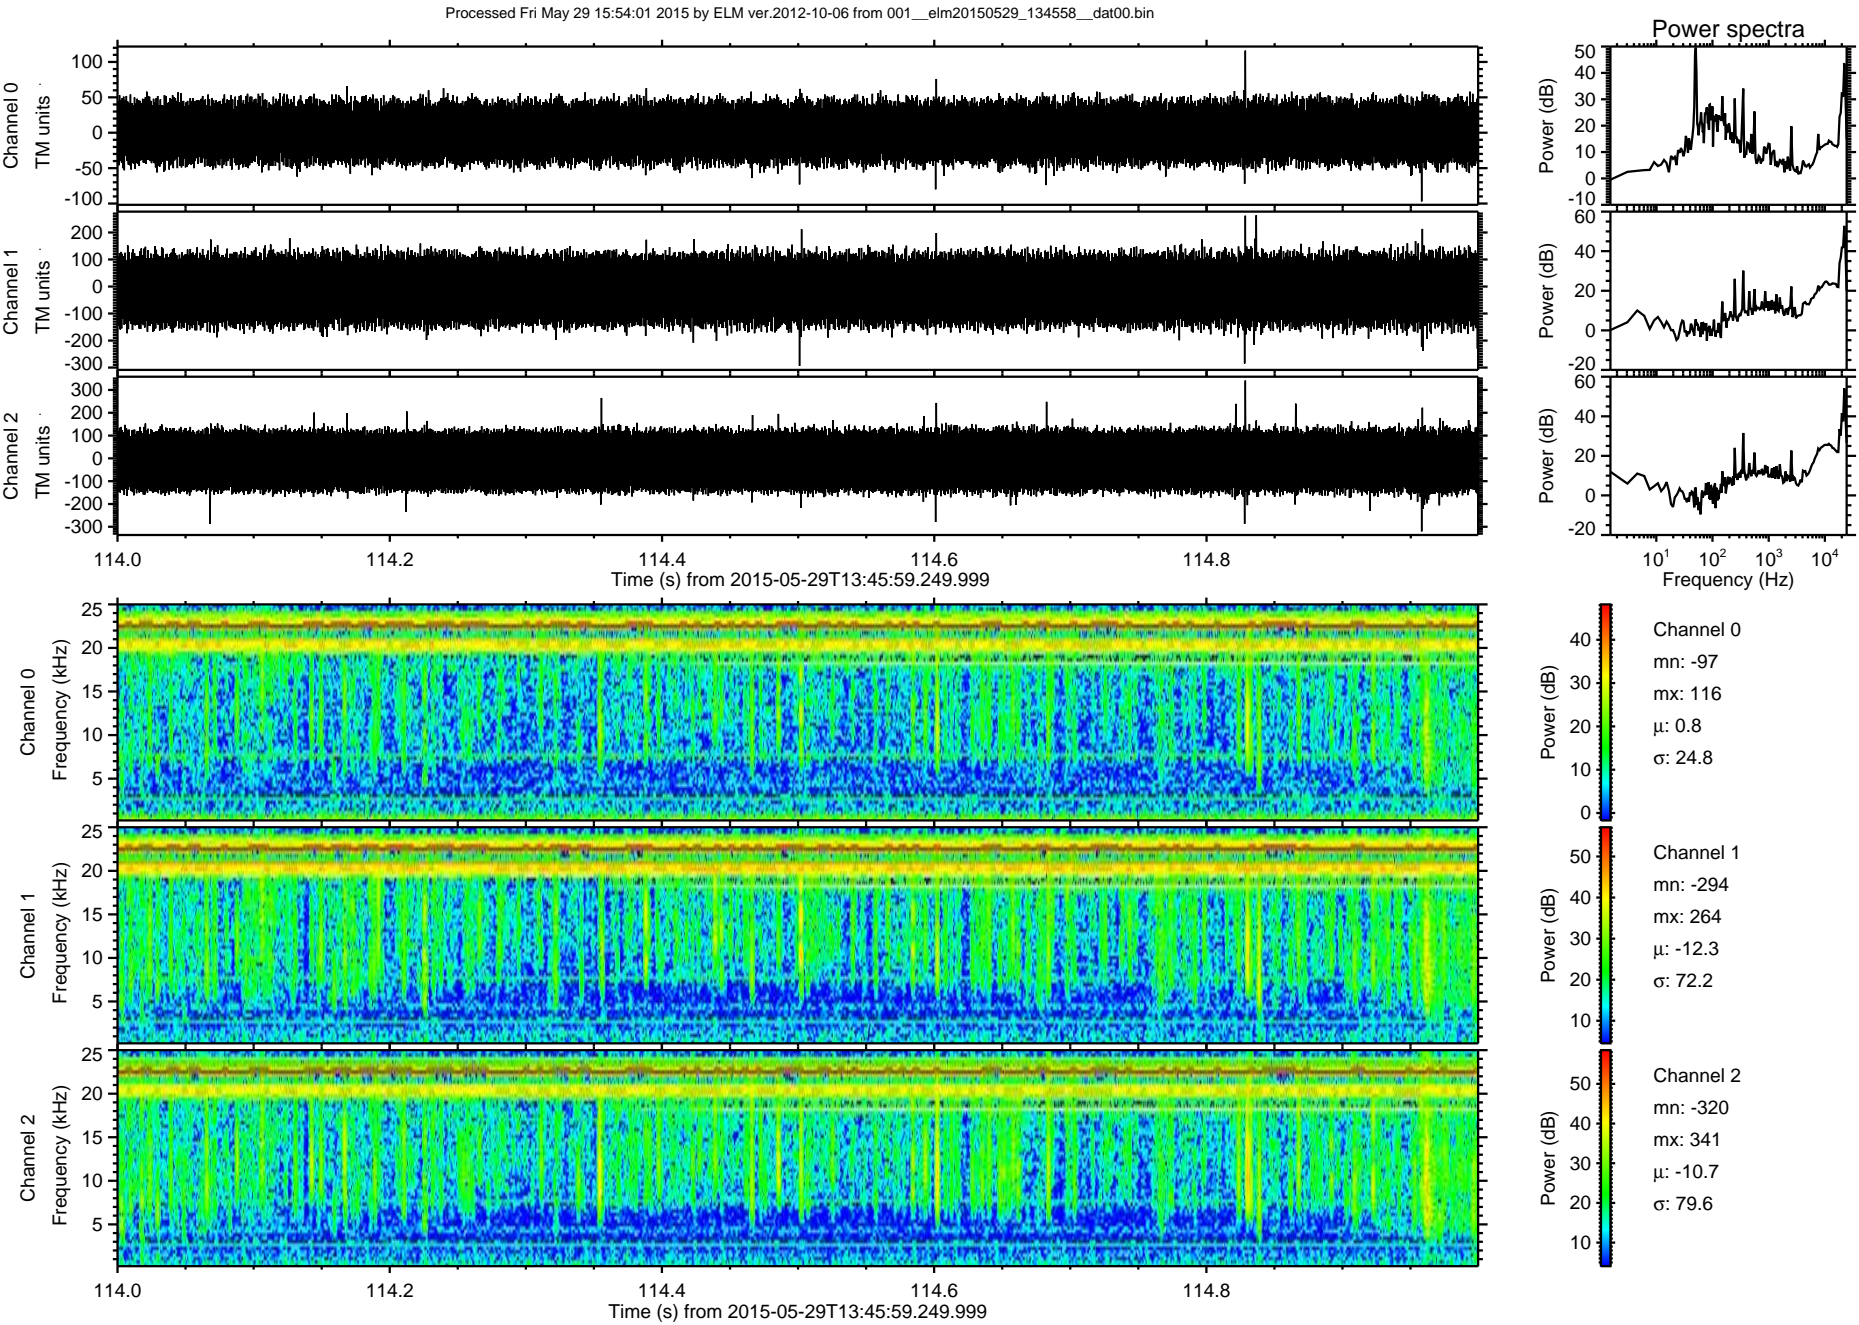 Processed Fri May 29 15:54:01 2015 by ELM ver.2012-10-06 from 001__elm20150529_134558__dat00.bin
Power spectra
Channel 0
TM units
100
50
0
-50
-100
Power (dB)
50
40
30
20
10
0
-10
Channel 1
TM units
200
100
0
-100
-200
-300
Power (dB)
60
40
20
0
-20
Channel 2
TM units
300
200
100
0
-100
-200
-300
Power (dB)
60
40
20
0
-20
114.0 114.2 114.4 114.6 114.8
Time (s) from 2015-05-29T13:45:59.249.999
10¹ 10² 10³ 10⁴
Frequency (Hz)
Channel 0
Frequency (kHz)
25
20
15
10
5
Power (dB)
40
30
20
10
0
Channel 0
mn: -97
mx: 116
μ: 0.8
σ: 24.8
Channel 1
Frequency (kHz)
25
20
15
10
5
Power (dB)
50
40
30
20
10
Channel 1
mn: -294
mx: 264
μ: -12.3
σ: 72.2
Channel 2
Frequency (kHz)
25
20
15
10
5
Power (dB)
50
40
30
20
10
Channel 2
mn: -320
mx: 341
μ: -10.7
σ: 79.6
114.0 114.2 114.4 114.6 114.8
Time (s) from 2015-05-29T13:45:59.249.999